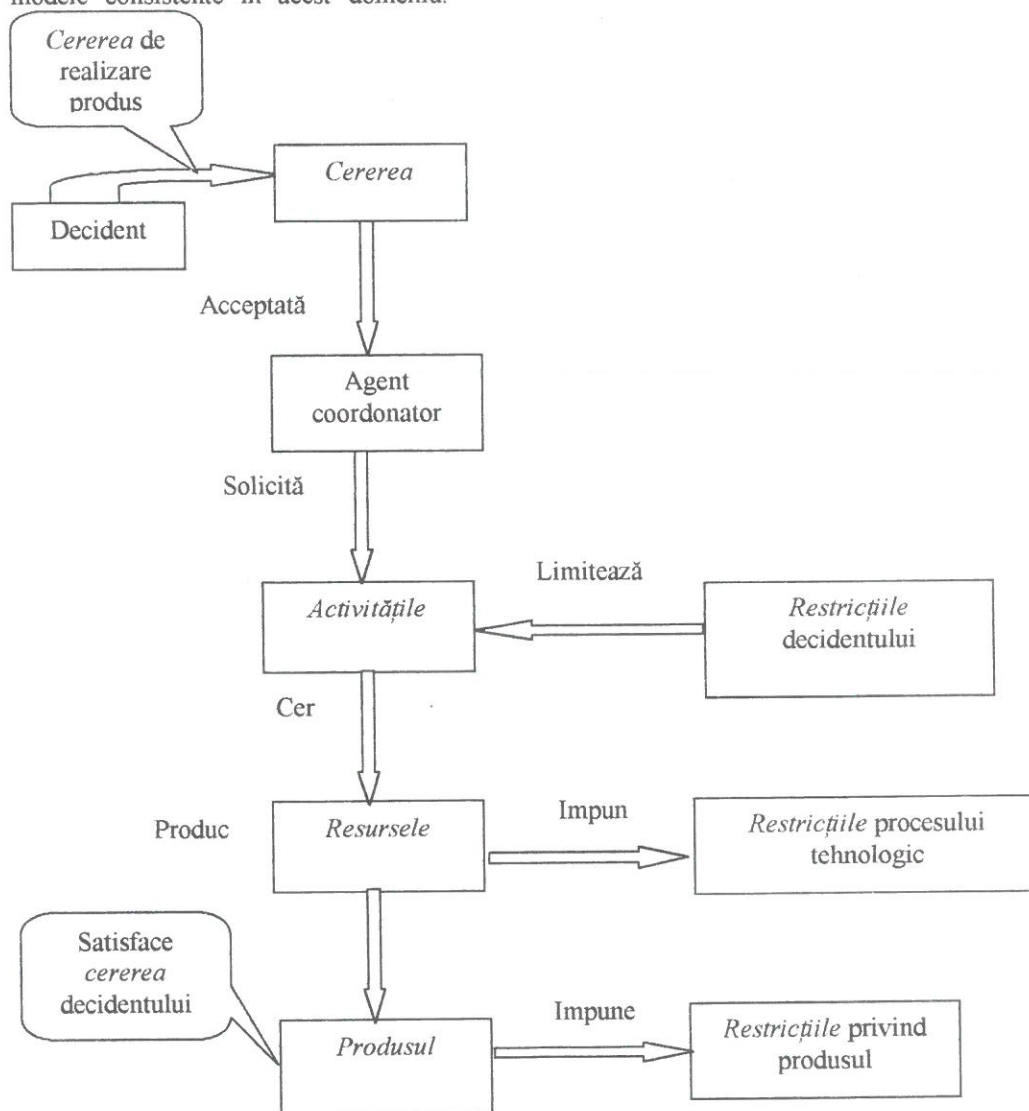 modele consistente în acest domeniu.
Cererea de
realizare
produs
Cererea
Decident
Acceptată
Agent
coordonator
Solicită
Limitează
Activitățile
Restricțiile
decidentului
Cer
Impun
Produc
Resursele
Restricțiile procesului
tehnologic
Satisface
cererea
decidentului
Impune
Produsul
Restricțiile privind
produsul